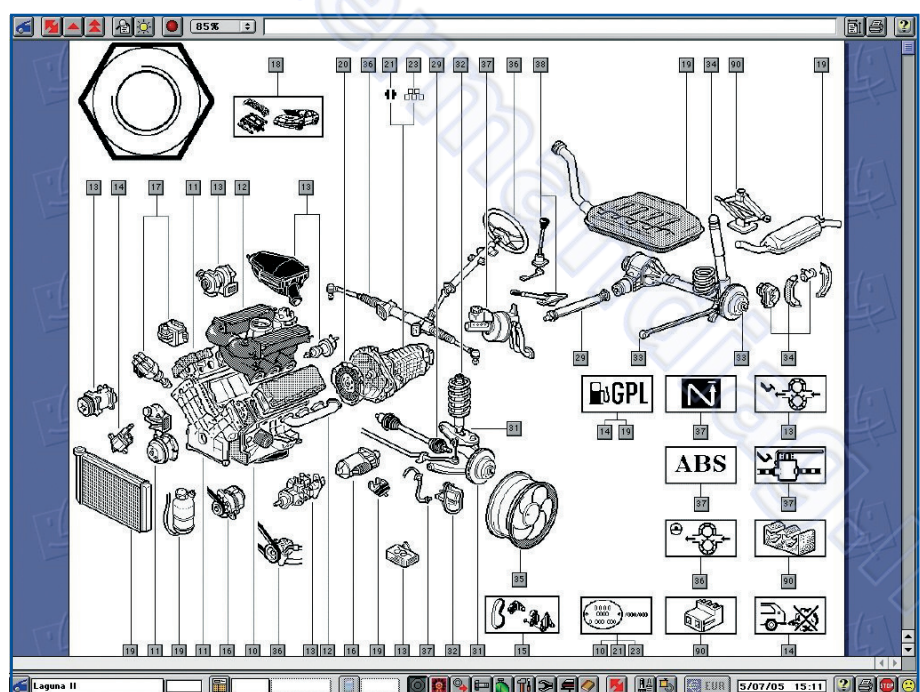 85%
18 20 36 21 23 29 32 37 36 38 19 34 90 19
13 14 17 11 13 12 13
29 33 33 34
GPL
14 19 37 13
31
ABS
37 37
35 36 90
19 11 19 11 16 10 36 13 12 16 19 13 37 32 31 15 10 21 23 90 14
Laguna II
EUR
5/07/05 15:11
STOP